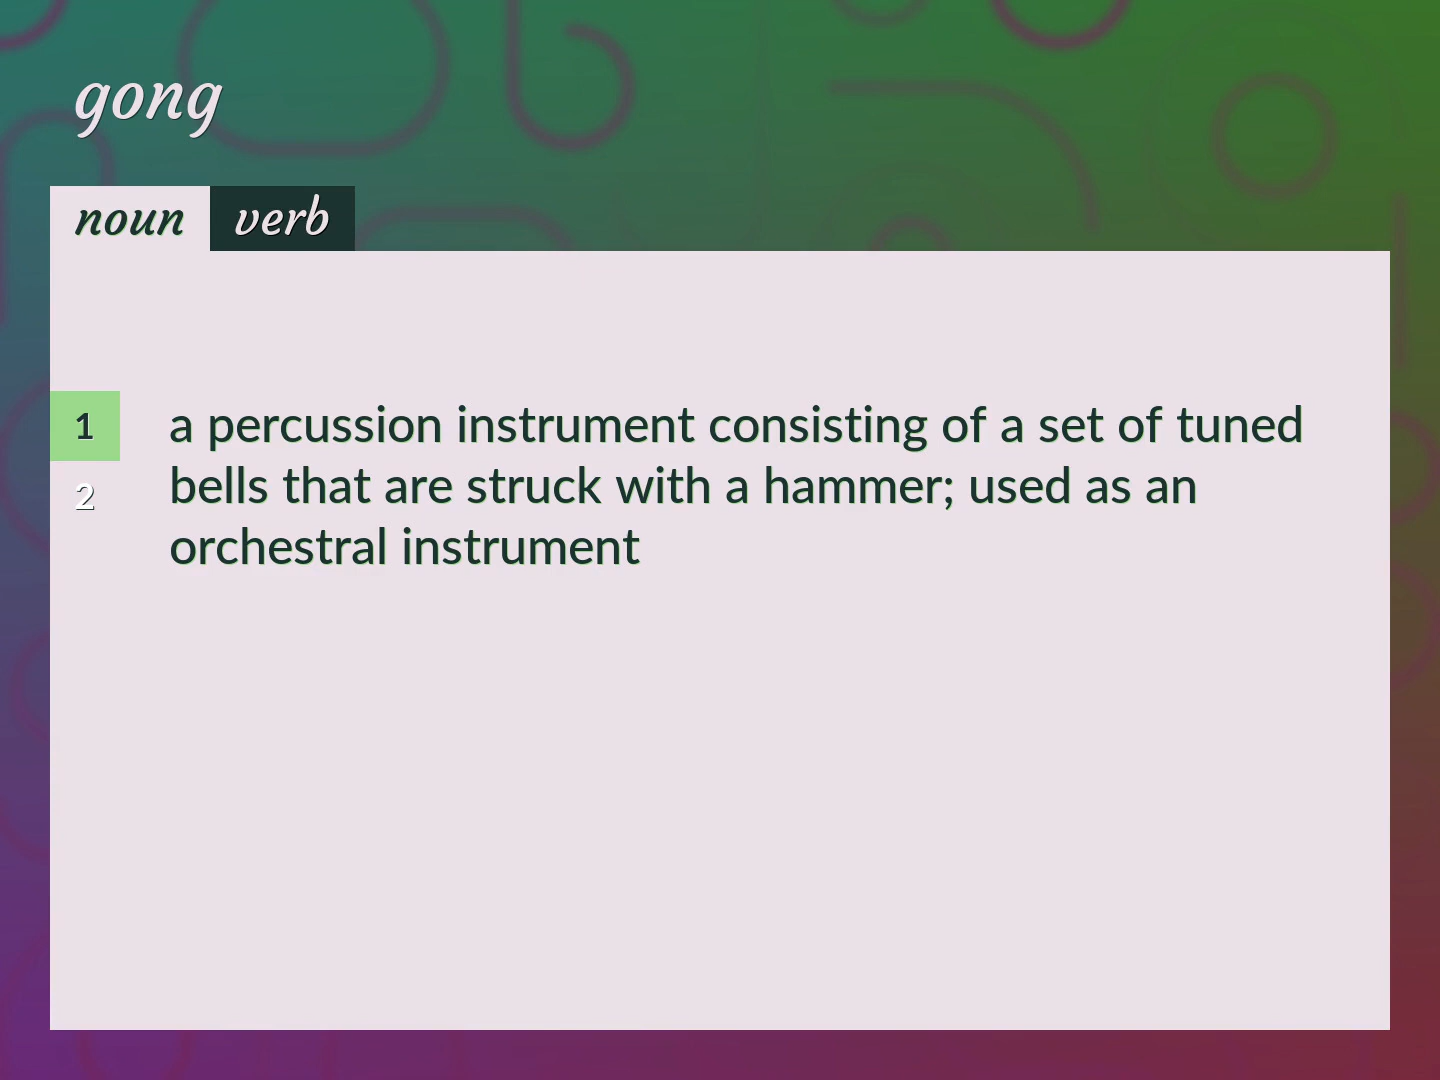 gong
noun verb
1 a percussion instrument consisting of a set of tuned
2 bells that are struck with a hammer; used as an
orchestral instrument